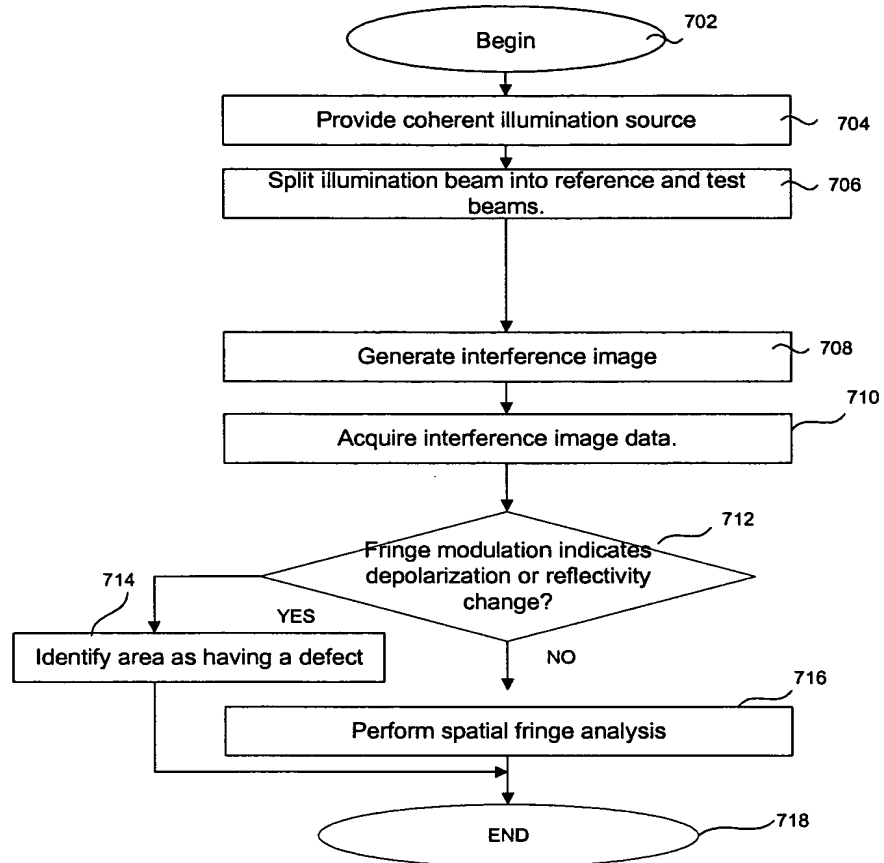 Begin
702
Provide coherent illumination source
704
Split illumination beam into reference and test
beams.
706
Generate interference image
708
710
Acquire interference image data.
712
Fringe modulation indicates
depolarization or reflectivity
change?
714
YES
Identify area as having a defect
NO
716
Perform spatial fringe analysis
END
718